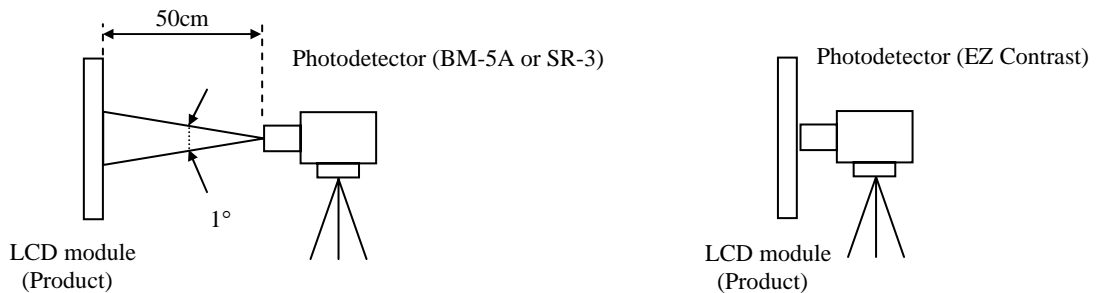 50cm
Photodetector (BM-5A or SR-3)
1°
LCD module
(Product)
Photodetector (EZ Contrast)
LCD module
(Product)